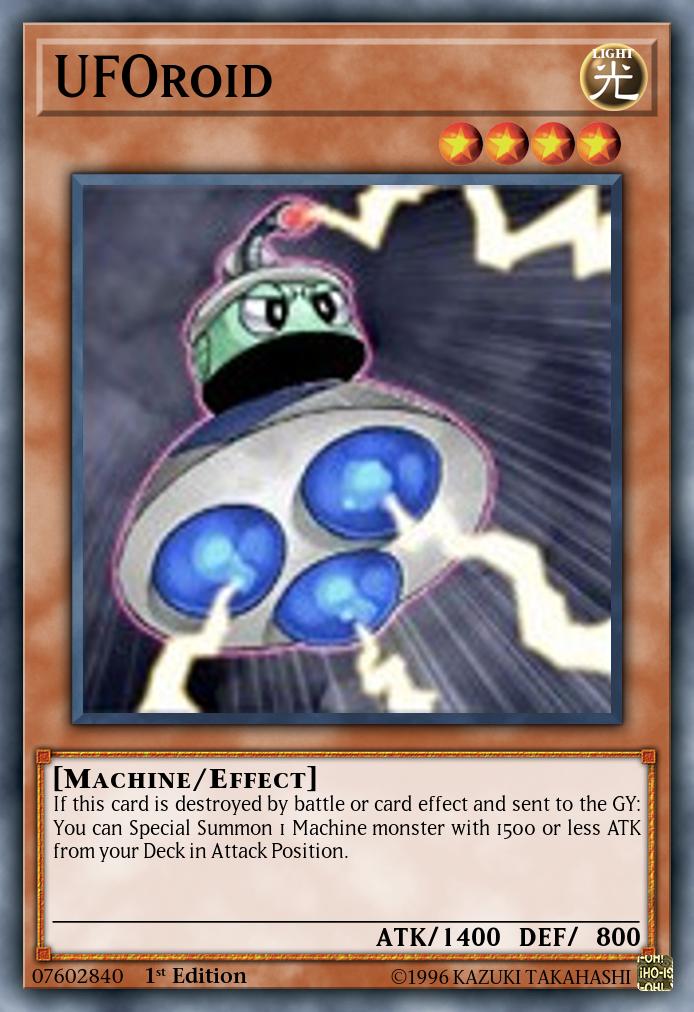 UFOROID
LIGHT
光
[MACHINE/EFFECT]
If this card is destroyed by battle or card effect and sent to the GY:
You can Special Summon 1 Machine monster with 1500 or less ATK
from your Deck in Attack Position.
ATK/1400 DEF/ 800
07602840 1st Edition ©1996 KAZUKI TAKAHASHI